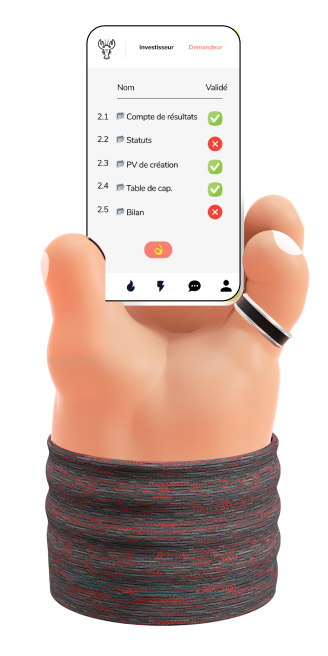 Investisseur Demandeur
Nom Validé
2.1 Compte de résultats
2.2 Statuts
2.3 PV de création
2.4 Table de cap.
2.5 Bilan